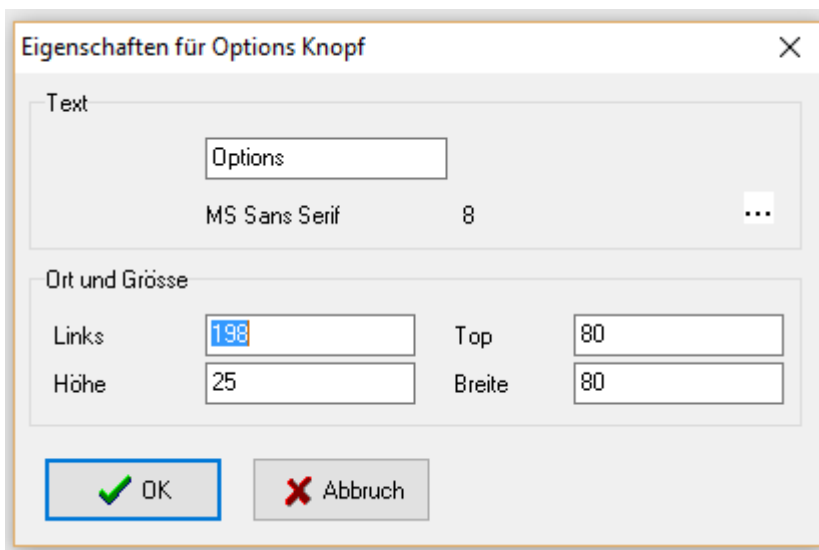 Eigenschaften für Options Knopf
Text
Options
MS Sans Serif 8 ...
Ort und Grösse
Links 198 Top 80
Höhe 25 Breite 80
OK Abbruch